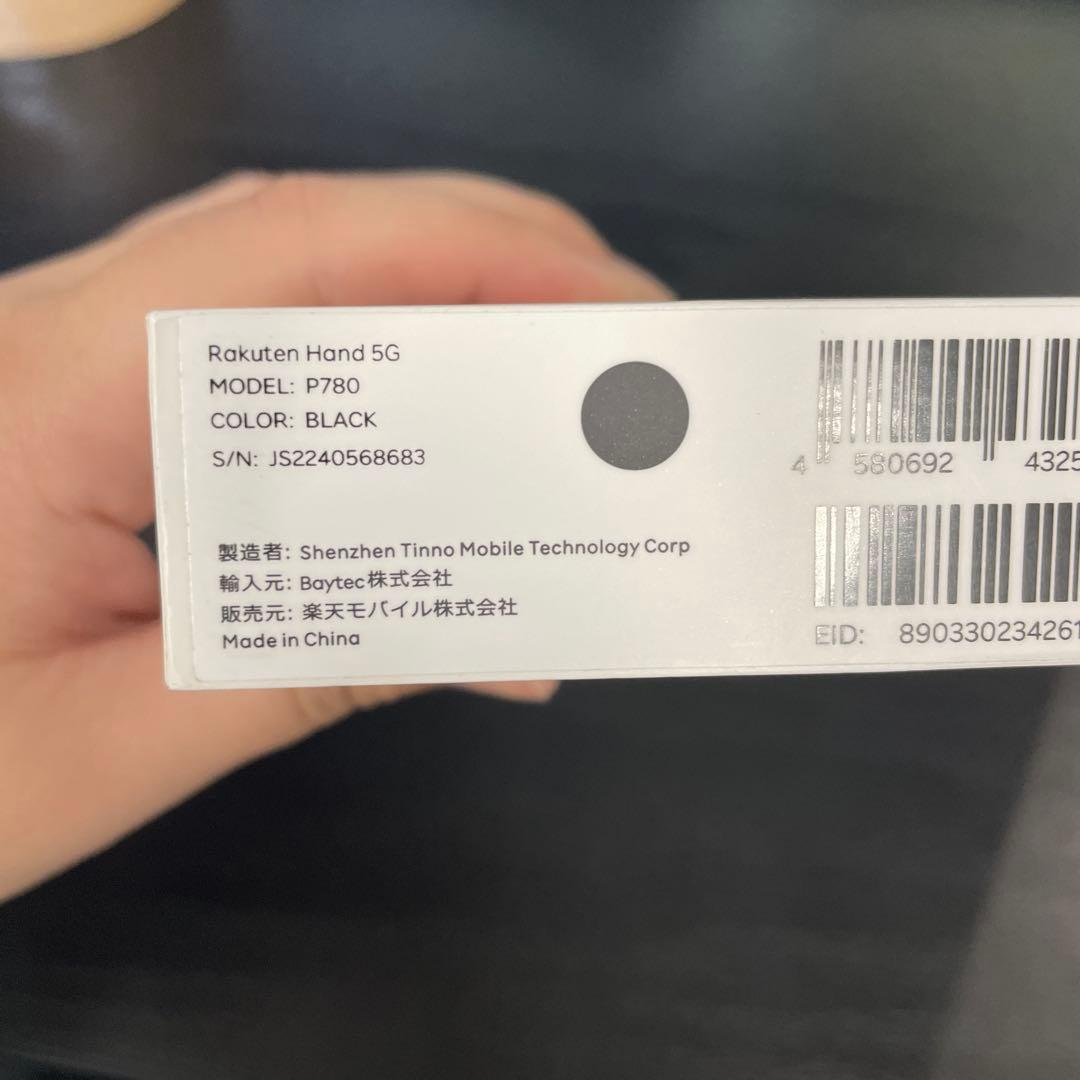 Rakuten Hand 5G
MODEL: P780
COLOR: BLACK
S/N: JS2240568683
製造者: Shenzhen Tinno Mobile Technology Corp
輸入元: Baytec株式会社
販売元: 楽天モバイル株式会社
Made in China
4 580692 4325
EID: 890330234261